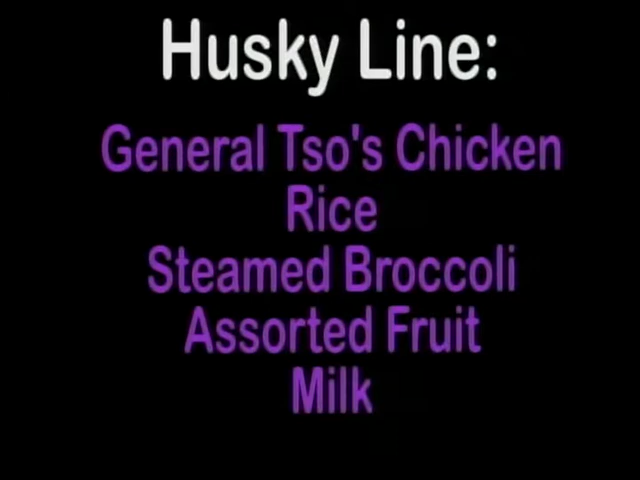 Husky Line:
General Tso's Chicken
Rice
Steamed Broccoli
Assorted Fruit
Milk